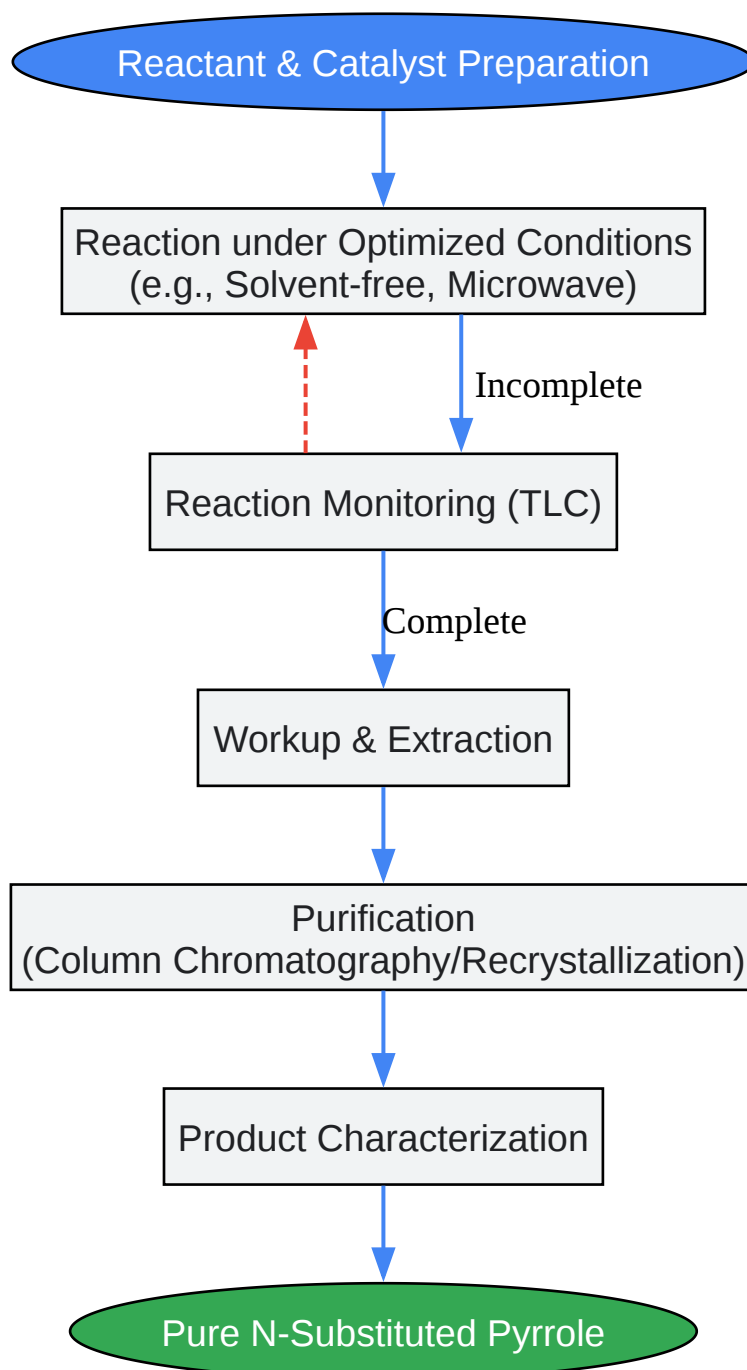 Reactant & Catalyst Preparation
Reaction under Optimized Conditions
(e.g., Solvent-free, Microwave)
Incomplete
Reaction Monitoring (TLC)
Complete
Workup & Extraction
Purification
(Column Chromatography/Recrystallization)
Product Characterization
Pure N-Substituted Pyrrole